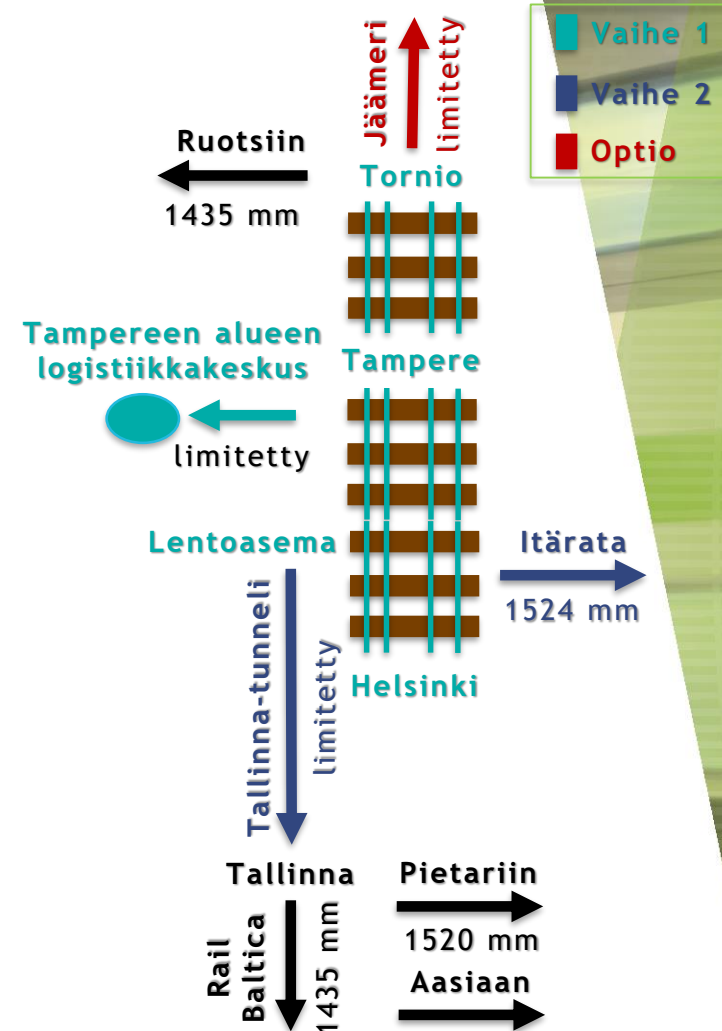 Vaihe 1
Vaihe 2
Optio
Jäämeri
limitetty
Ruotsiin
1435 mm
Tornio
Tampereen alueen
logistiikkakeskus
Tampere
limitetty
Lentoasema
Itärata
1524 mm
Tallinna-tunneli
limitetty
Helsinki
Tallinna
Rail
Baltica
1435 mm
Pietariin
1520 mm
Aasiaan